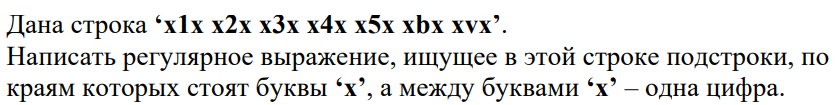 Дана строка ‘x1x x2x x3x x4x x5x xbx xvx’.
Написать регулярное выражение, ищущее в этой строке подстроки, по
краям которых стоят буквы ‘x’, а между буквами ‘x’ – одна цифра.